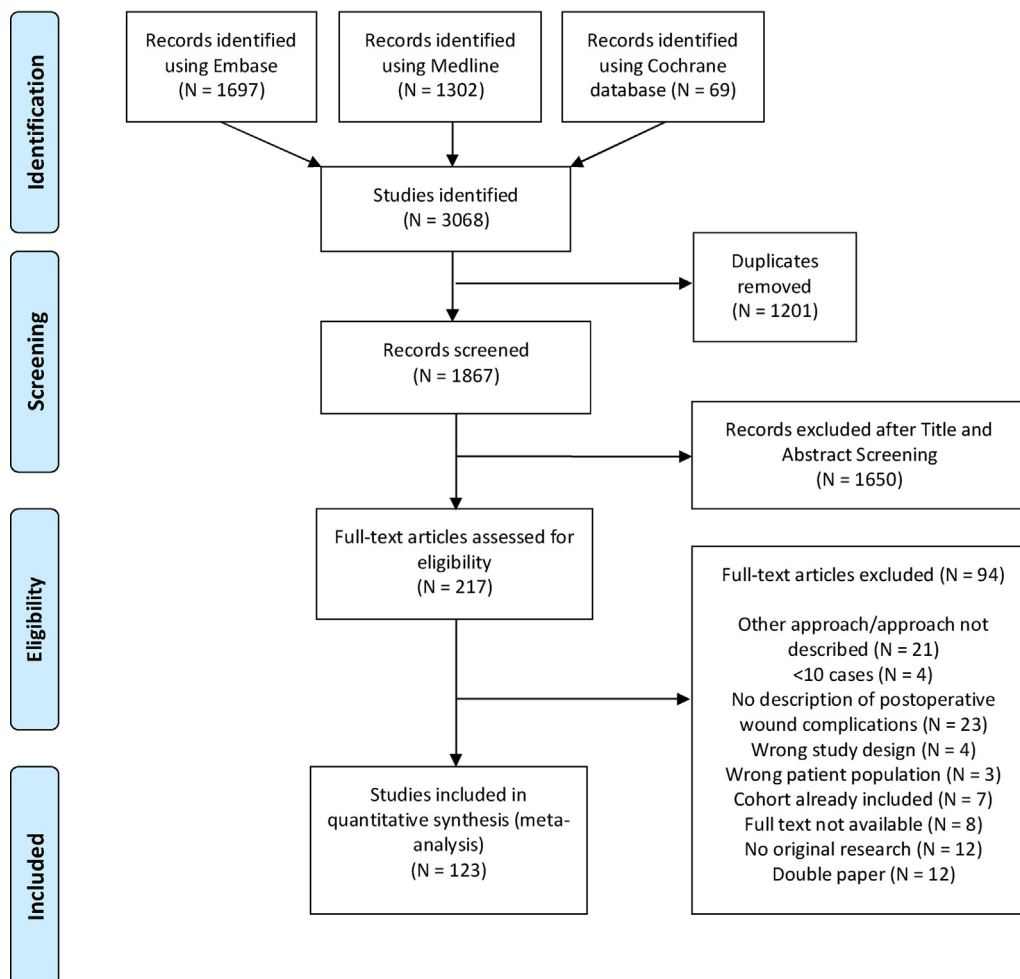 Identification
Records identified
using Embase
(N = 1697)
Records identified
using Medline
(N = 1302)
Records identified
using Cochrane
database (N = 69)
Studies identified
(N = 3068)
Screening
Duplicates
removed
(N = 1201)
Records screened
(N = 1867)
Records excluded after Title and
Abstract Screening
(N = 1650)
Eligibility
Full-text articles assessed for
eligibility
(N = 217)
Full-text articles excluded (N = 94)
Other approach/approach not
described (N = 21)
<10 cases (N = 4)
No description of postoperative
wound complications (N = 23)
Wrong study design (N = 4)
Wrong patient population (N = 3)
Cohort already included (N = 7)
Full text not available (N = 8)
No original research (N = 12)
Double paper (N = 12)
Included
Studies included in
quantitative synthesis (meta-
analysis)
(N = 123)